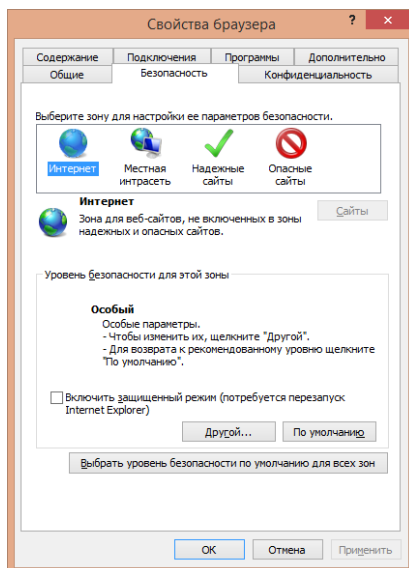 Свойства браузера
?
×
Содержание Подключения Программы Дополнительно
Общие Безопасность Конфиденциальность
Выберите зону для настройки ее параметров безопасности.
Интернет Местная интрасеть Надежные сайты Опасные сайты
Интернет
Зона для веб-сайтов, не включенных в зоны
надежных и опасных сайтов.
Сайты
Уровень безопасности для этой зоны
Особый
Особые параметры.
- Чтобы изменить их, щелкните "Другой".
- Для возврата к рекомендованному уровню щелкните
"По умолчанию".
Включить защищенный режим (потребуется перезапуск
Internet Explorer)
Другой... По умолчанию
Выбрать уровень безопасности по умолчанию для всех зон
ОК Отмена Применить